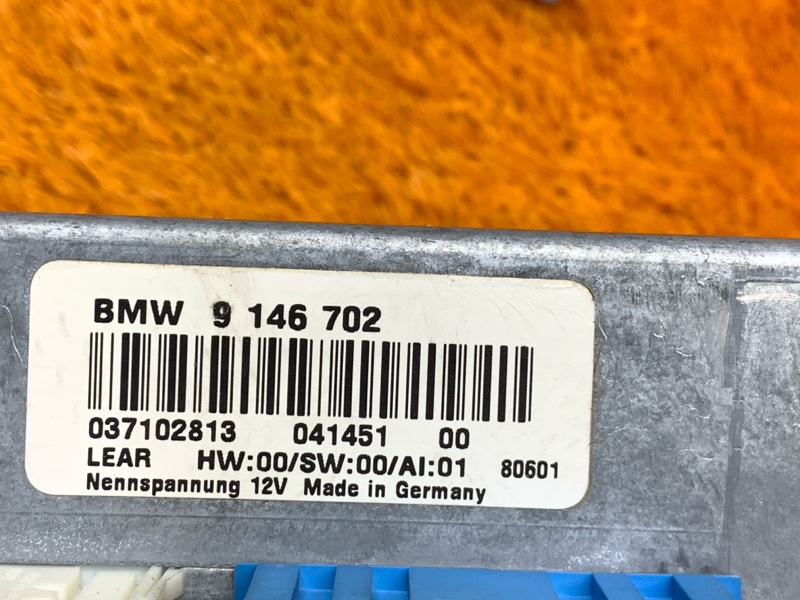 BMW 9 146 702
037102813 041451 00
LEAR HW:00/SW:00/AI:01 80601
Nennspannung 12V Made in Germany